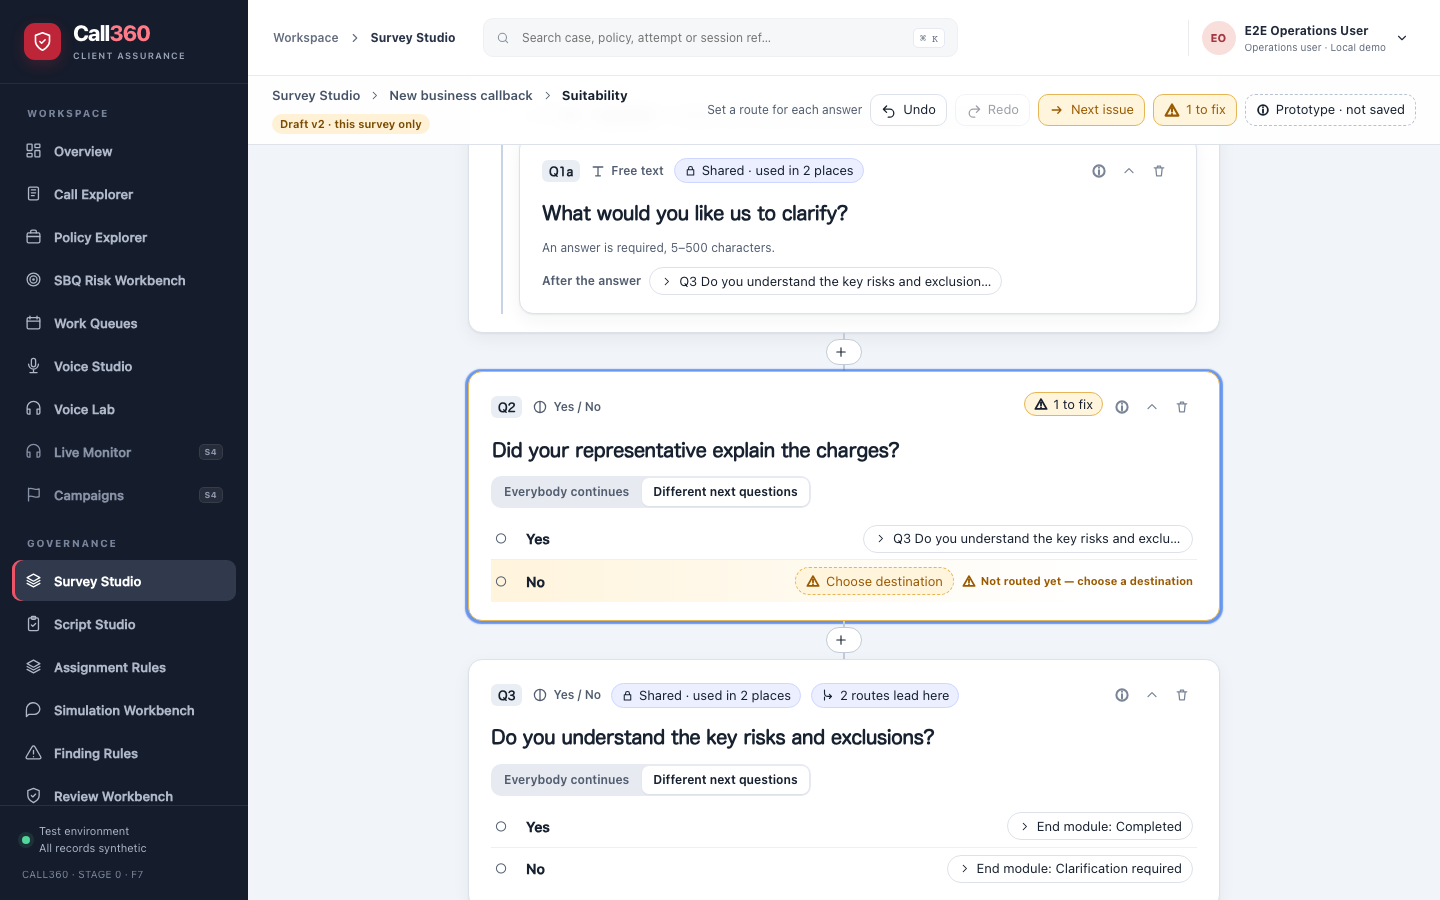 Call360
CLIENT ASSURANCE
WORKSPACE
Overview
Call Explorer
Policy Explorer
SBQ Risk Workbench
Work Queues
Voice Studio
Voice Lab
Live Monitor S4
Campaigns S4
GOVERNANCE
Survey Studio
Script Studio
Assignment Rules
Simulation Workbench
Finding Rules
Review Workbench
Test environment
All records synthetic
CALL360 · STAGE 0 · F7
Workspace > Survey Studio
Search case, policy, attempt or session ref...
⌘ K
EO
E2E Operations User
Operations user · Local demo
Survey Studio > New business callback > Suitability
Draft v2 · this survey only
Set a route for each answer
Undo
Redo
Next issue
1 to fix
Prototype · not saved
Q1a Free text Shared · used in 2 places
What would you like us to clarify?
An answer is required, 5–500 characters.
After the answer Q3 Do you understand the key risks and exclusion...
Q2 Yes / No 1 to fix
Did your representative explain the charges?
Everybody continues Different next questions
Yes Q3 Do you understand the key risks and exclu...
No Choose destination Not routed yet — choose a destination
Q3 Yes / No Shared · used in 2 places 2 routes lead here
Do you understand the key risks and exclusions?
Everybody continues Different next questions
Yes End module: Completed
No End module: Clarification required